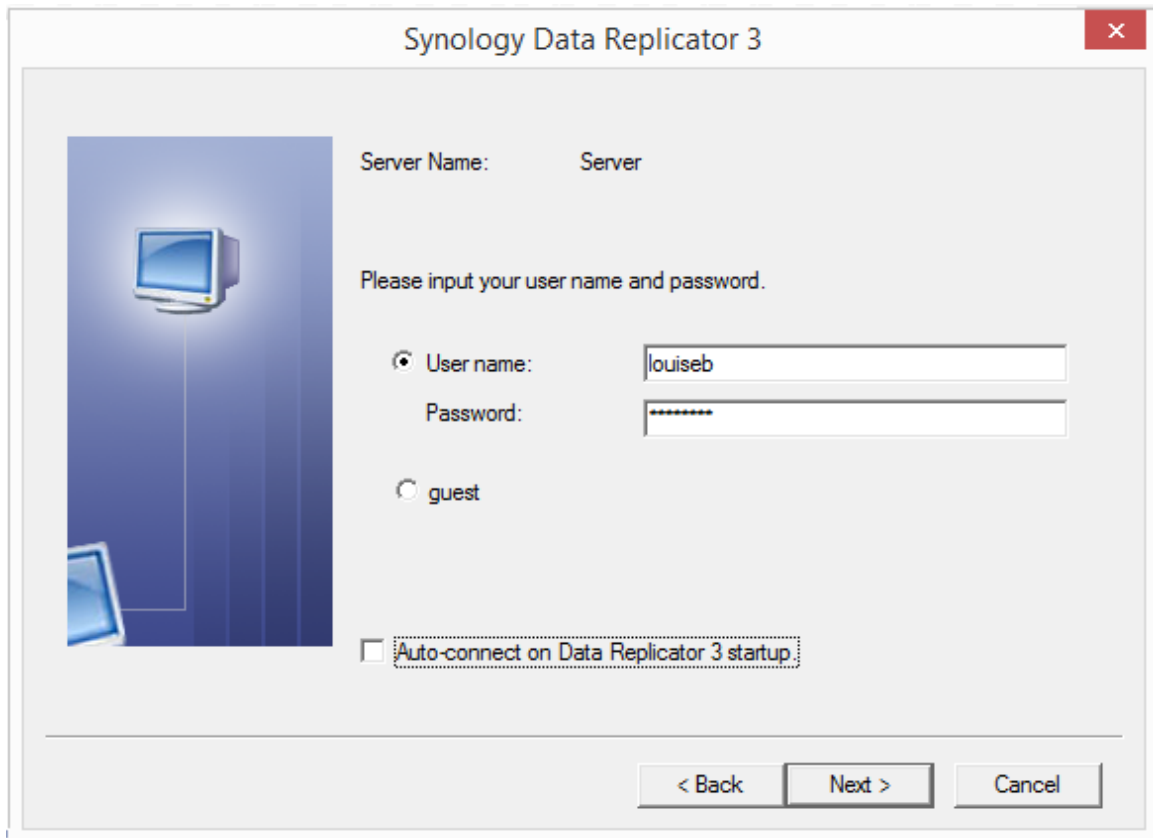 Synology Data Replicator 3
Server Name: Server
Please input your user name and password.
User name: louiseb
Password: ********
guest
Auto-connect on Data Replicator 3 startup.
< Back Next > Cancel